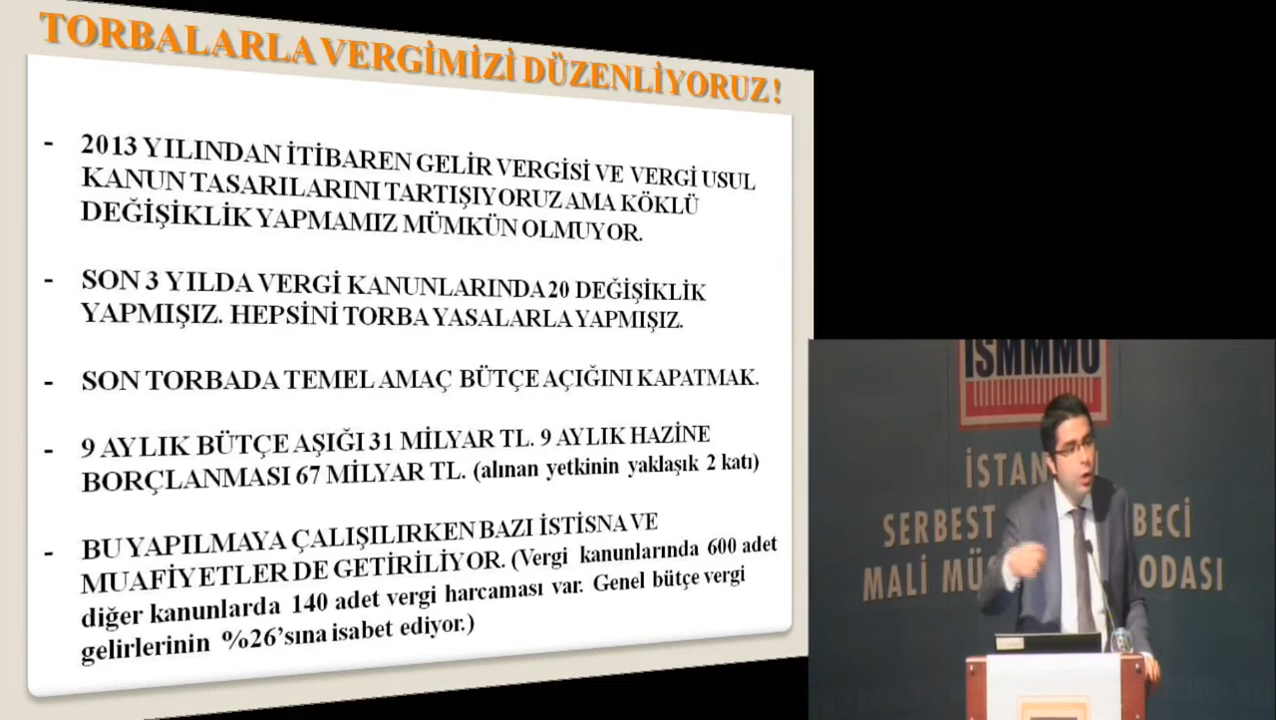 TORBALARLA VERGİMİZİ DÜZENLİYORUZ !
- 2013 YILINDAN İTİBAREN GELİR VERGİSİ VE VERGİ USUL
KANUN TASARILARINI TARTIŞIYORUZ AMA KÖKLÜ
DEĞİŞİKLİK YAPMAMIZ MÜMKÜN OLMUYOR.
- SON 3 YILDA VERGİ KANUNLARINDA 20 DEĞİŞİKLİK
YAPMIŞIZ. HEPSİNİ TORBA YASALARLA YAPMIŞIZ.
- SON TORBADA TEMEL AMAÇ BÜTÇE AÇIĞINI KAPATMAK.
- 9 AYLIK BÜTÇE AŞIĞI 31 MİLYAR TL. 9 AYLIK HAZİNE
BORÇLANMASI 67 MİLYAR TL. (alınan yetkinin yaklaşık 2 katı)
- BU YAPILMAYA ÇALIŞILIRKEN BAZI İSTİSNA VE
MUAFİYETLER DE GETİRİLİYOR. (Vergi kanunlarında 600 adet
diğer kanunlarda 140 adet vergi harcaması var. Genel bütçe vergi
gelirlerinin %26’sına isabet ediyor.)
İSMMMO
İSTAN
SERBEST BECİ
MALİ MÜ ODASI